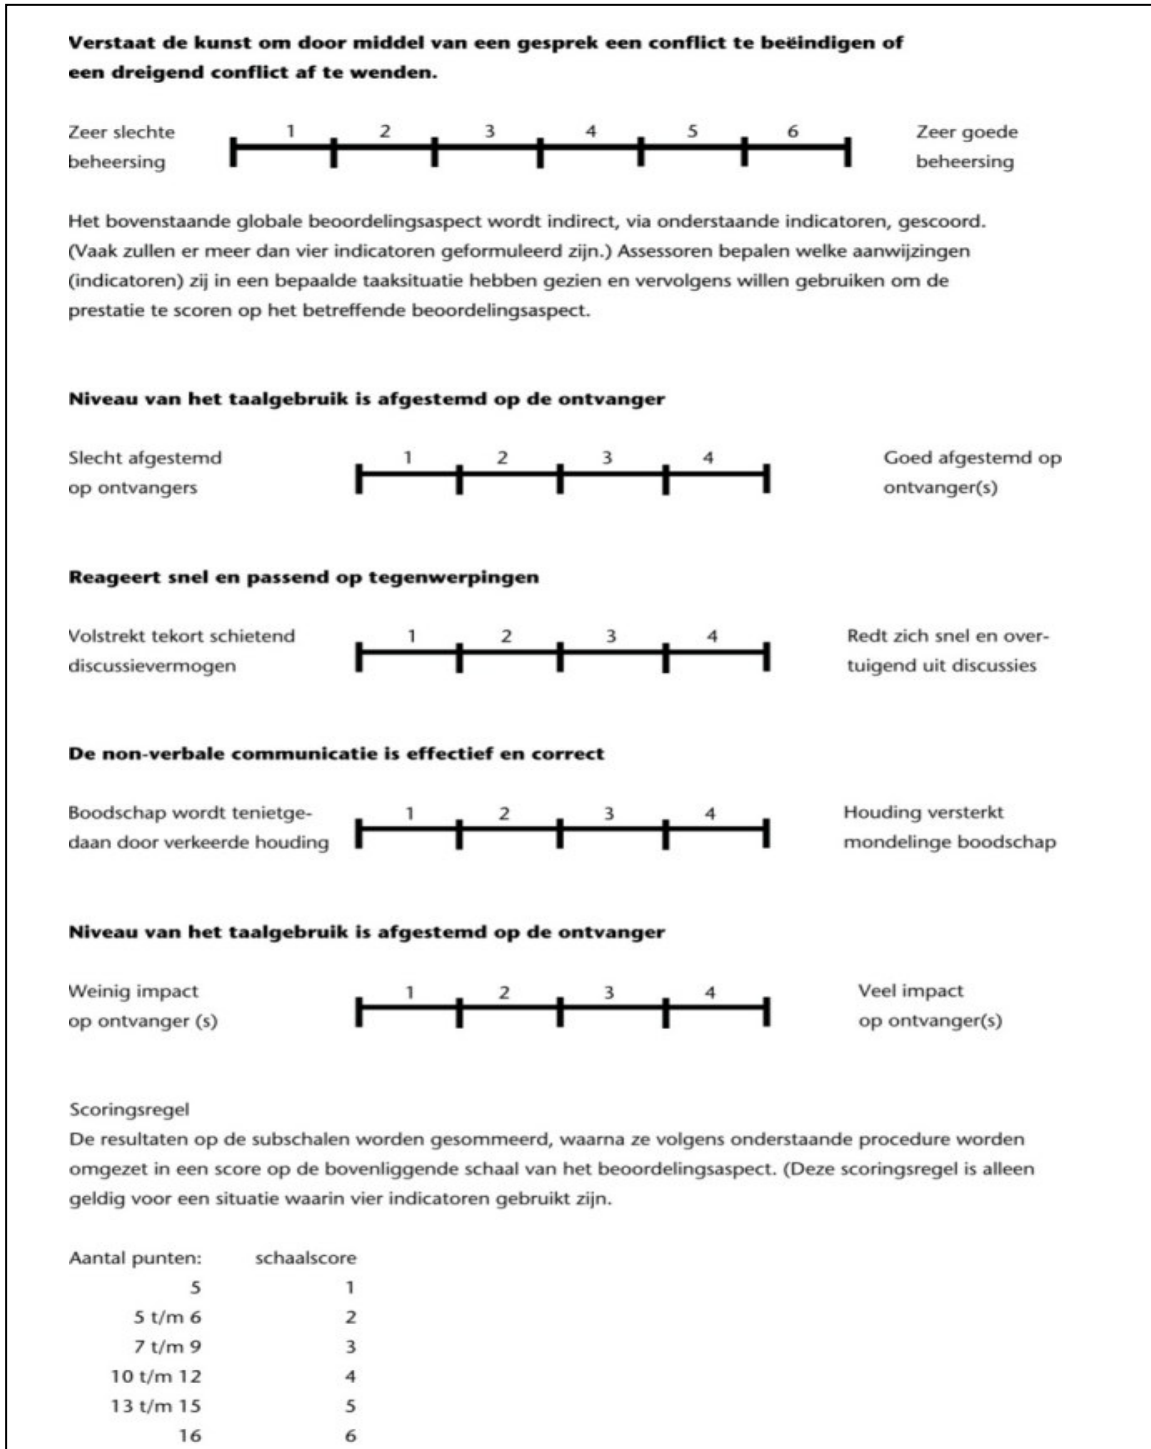 Verstaat de kunst om door middel van een gesprek een conflict te beëindigen of
een dreigend conflict af te wenden.
Zeer slechte
beheersing
1 2 3 4 5 6
Zeer goede
beheersing
Het bovenstaande globale beoordelingsaspect wordt indirect, via onderstaande indicatoren, gescoord.
(Vaak zullen er meer dan vier indicatoren geformuleerd zijn.) Assessoren bepalen welke aanwijzingen
(indicatoren) zij in een bepaalde taaksituatie hebben gezien en vervolgens willen gebruiken om de
prestatie te scoren op het betreffende beoordelingsaspect.
Niveau van het taalgebruik is afgestemd op de ontvanger
Slecht afgestemd
op ontvangers
1 2 3 4
Goed afgestemd op
ontvanger(s)
Reageert snel en passend op tegenwerpingen
Volstrekt tekort schietend
discussievermogen
1 2 3 4
Redt zich snel en over-
tuigend uit discussies
De non-verbale communicatie is effectief en correct
Boodschap wordt tenietge-
daan door verkeerde houding
1 2 3 4
Houding versterkt
mondelinge boodschap
Niveau van het taalgebruik is afgestemd op de ontvanger
Weinig impact
op ontvanger (s)
1 2 3 4
Veel impact
op ontvanger(s)
Scoringsregel
De resultaten op de subschalen worden gesommeerd, waarna ze volgens onderstaande procedure worden
omgezet in een score op de bovenliggende schaal van het beoordelingsaspect. (Deze scoringsregel is alleen
geldig voor een situatie waarin vier indicatoren gebruikt zijn.
Aantal punten: schaalscore
5 1
5 t/m 6 2
7 t/m 9 3
10 t/m 12 4
13 t/m 15 5
16 6